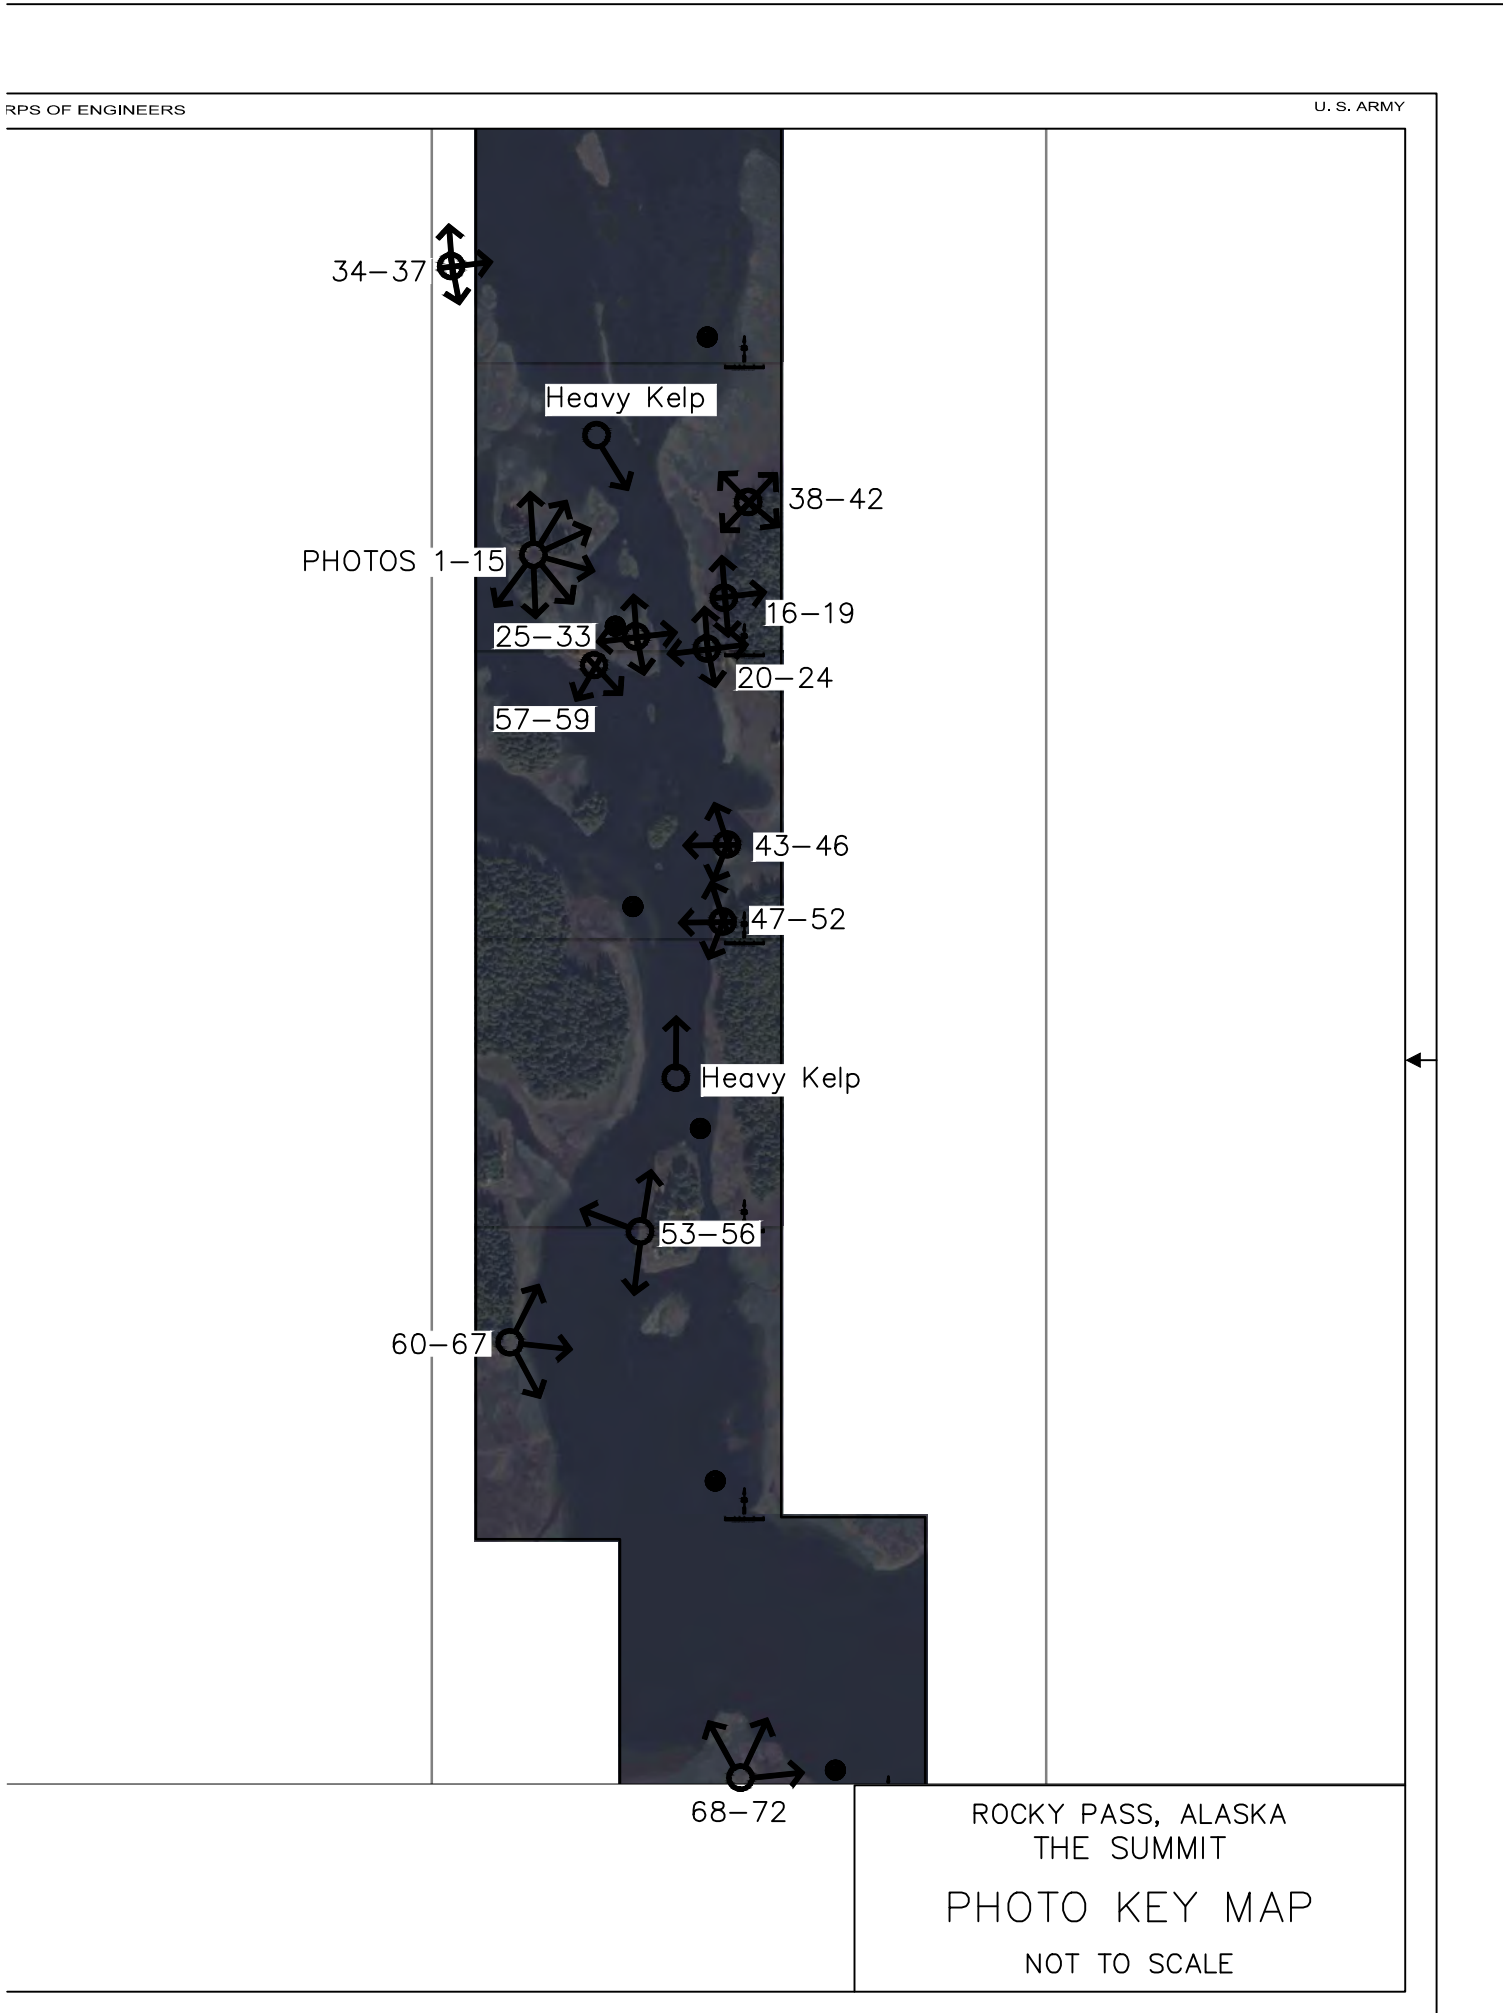 RPS OF ENGINEERS
U. S. ARMY
34-37
Heavy Kelp
38-42
PHOTOS 1-15
16-19
25-33
20-24
57-59
43-46
47-52
Heavy Kelp
53-56
60-67
68-72
ROCKY PASS, ALASKA
THE SUMMIT
PHOTO KEY MAP
NOT TO SCALE